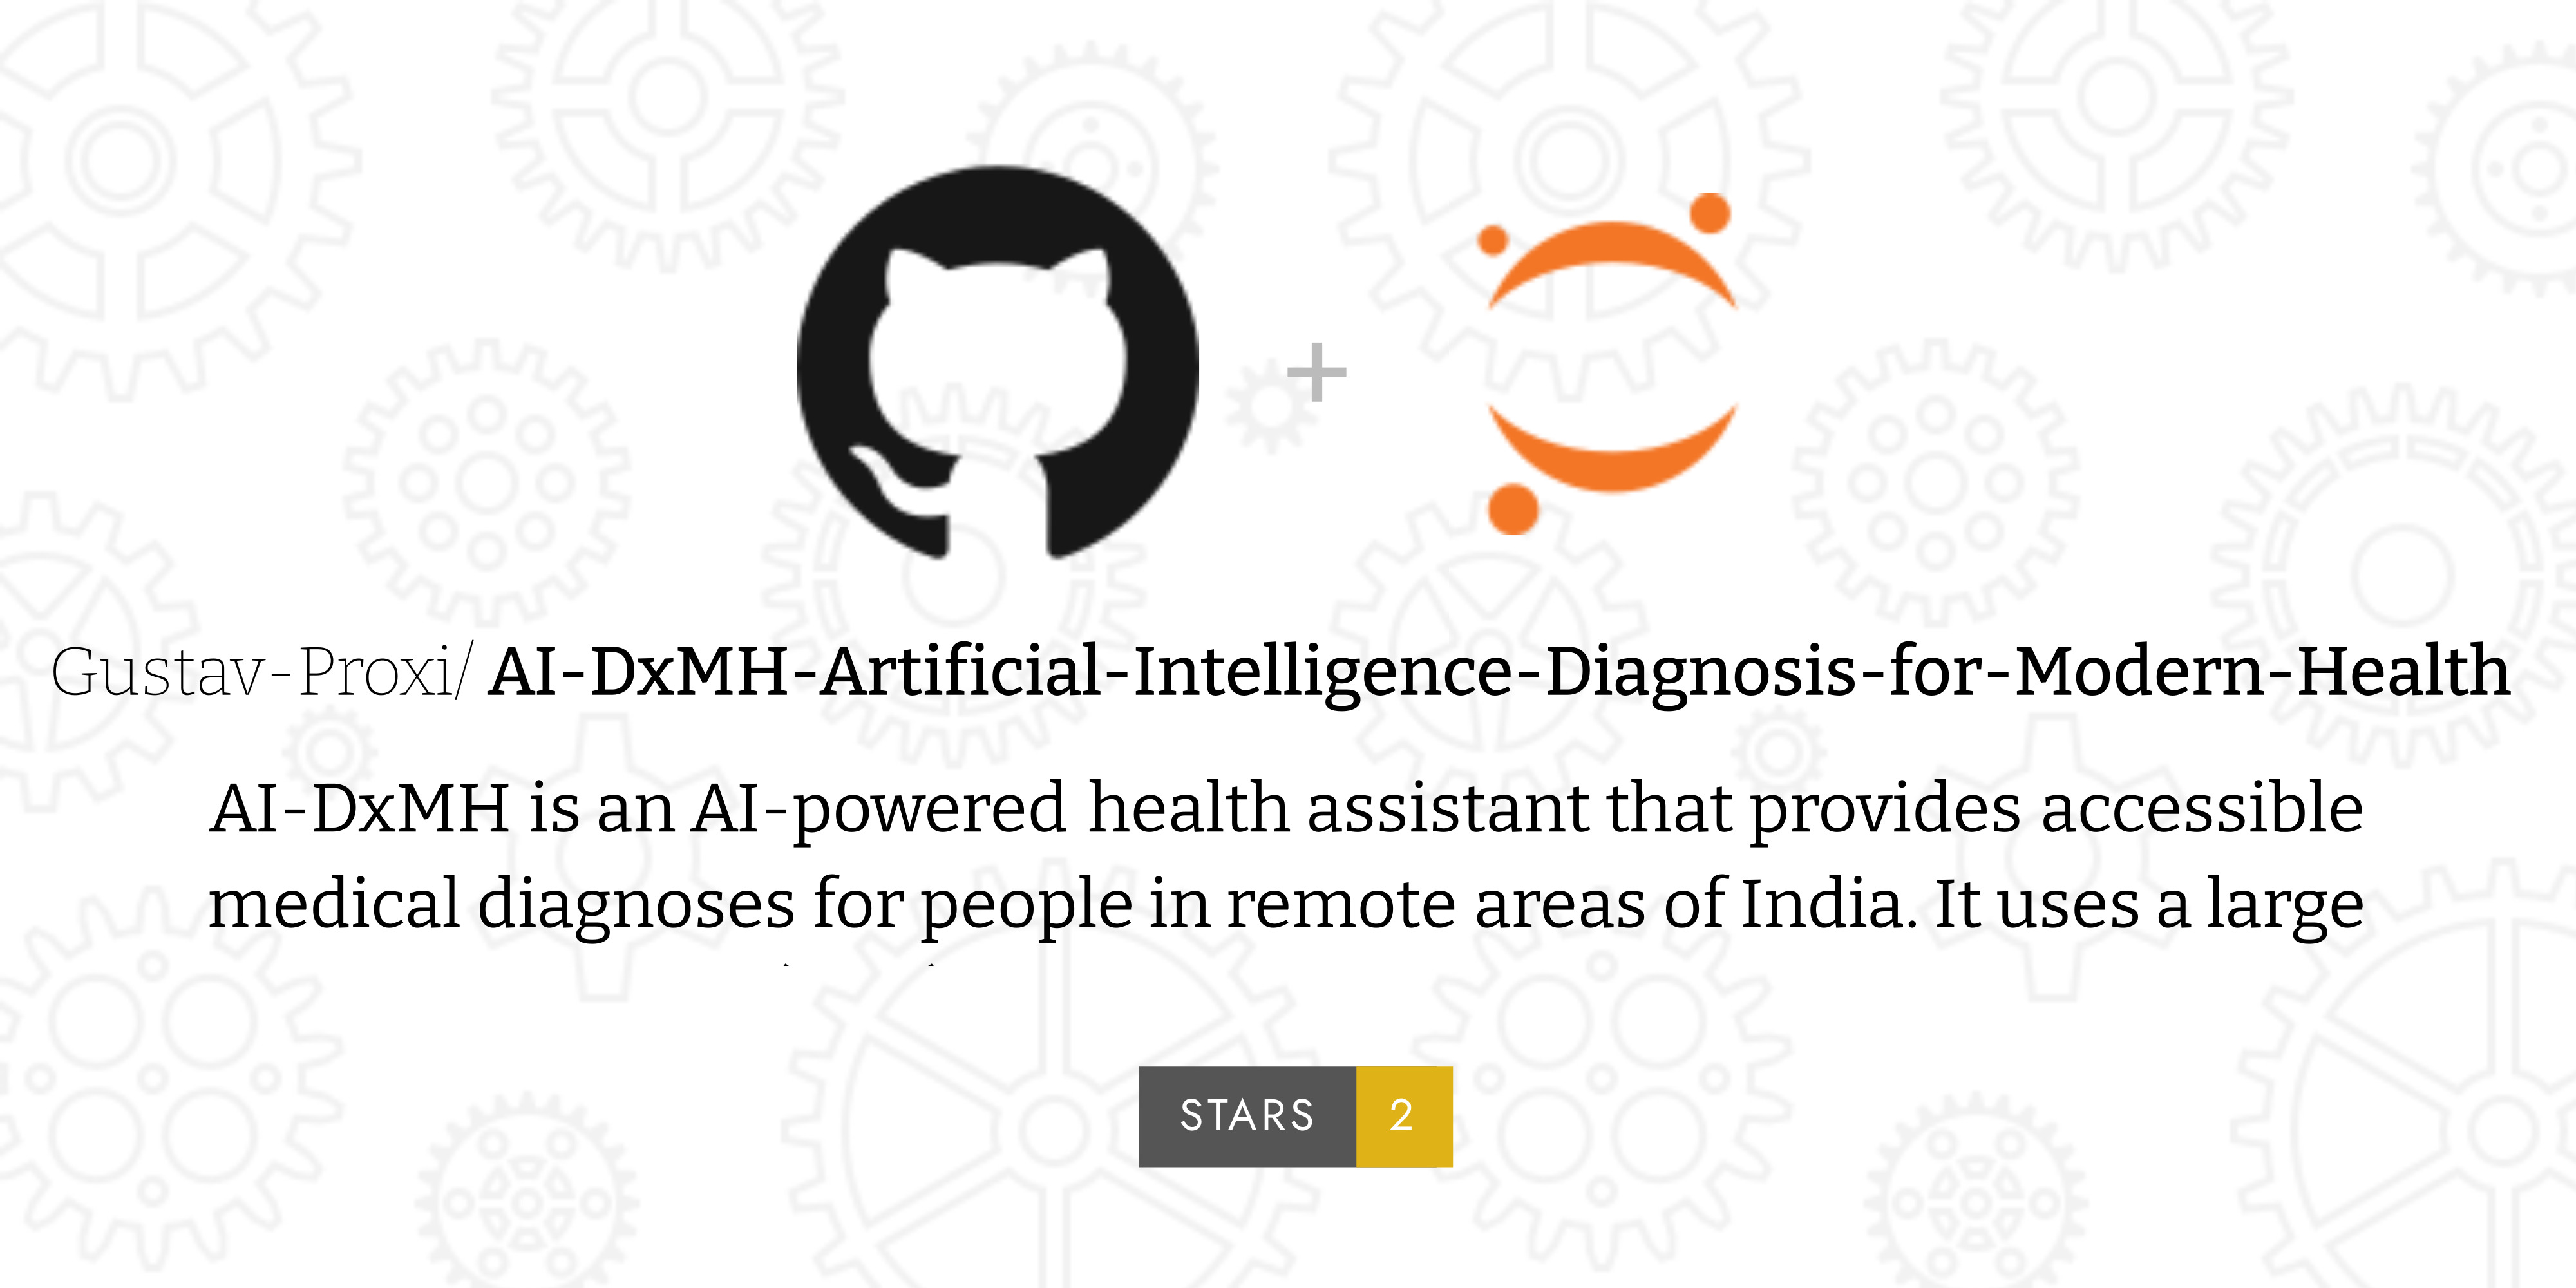 Gustav-Proxi/ AI-DxMH-Artificial-Intelligence-Diagnosis-for-Modern-Health
AI-DxMH is an AI-powered health assistant that provides accessible
medical diagnoses for people in remote areas of India. It uses a large
STARS 2